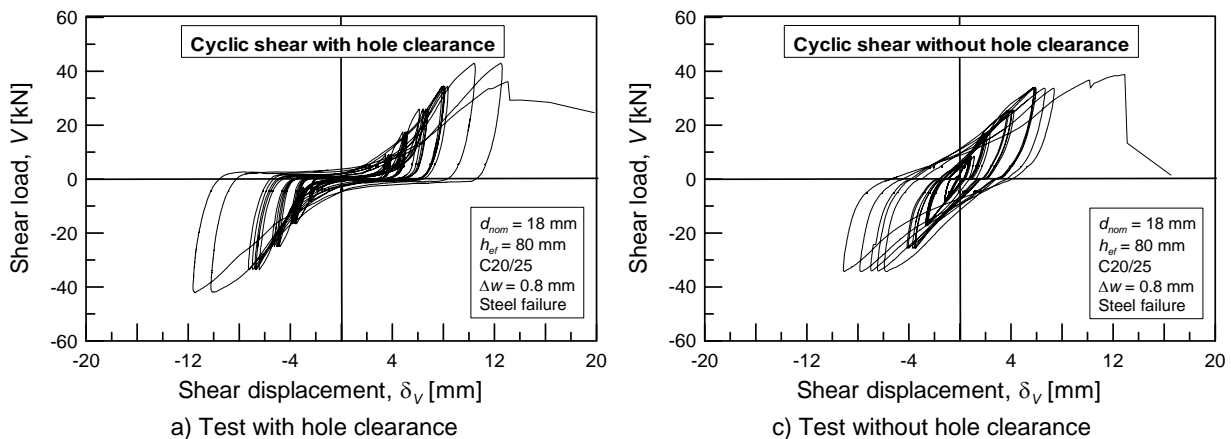 Cyclic shear with hole clearance
Shear load, V [kN]
60
40
20
0
-20
-40
-60
d_nom = 18 mm
h_ef = 80 mm
C20/25
Δw = 0.8 mm
Steel failure
-20 -12 -4 4 12 20
Shear displacement, δ_V [mm]
a) Test with hole clearance
Cyclic shear without hole clearance
Shear load, V [kN]
60
40
20
0
-20
-40
-60
d_nom = 18 mm
h_ef = 80 mm
C20/25
Δw = 0.8 mm
Steel failure
-20 -12 -4 4 12 20
Shear displacement, δ_V [mm]
c) Test without hole clearance